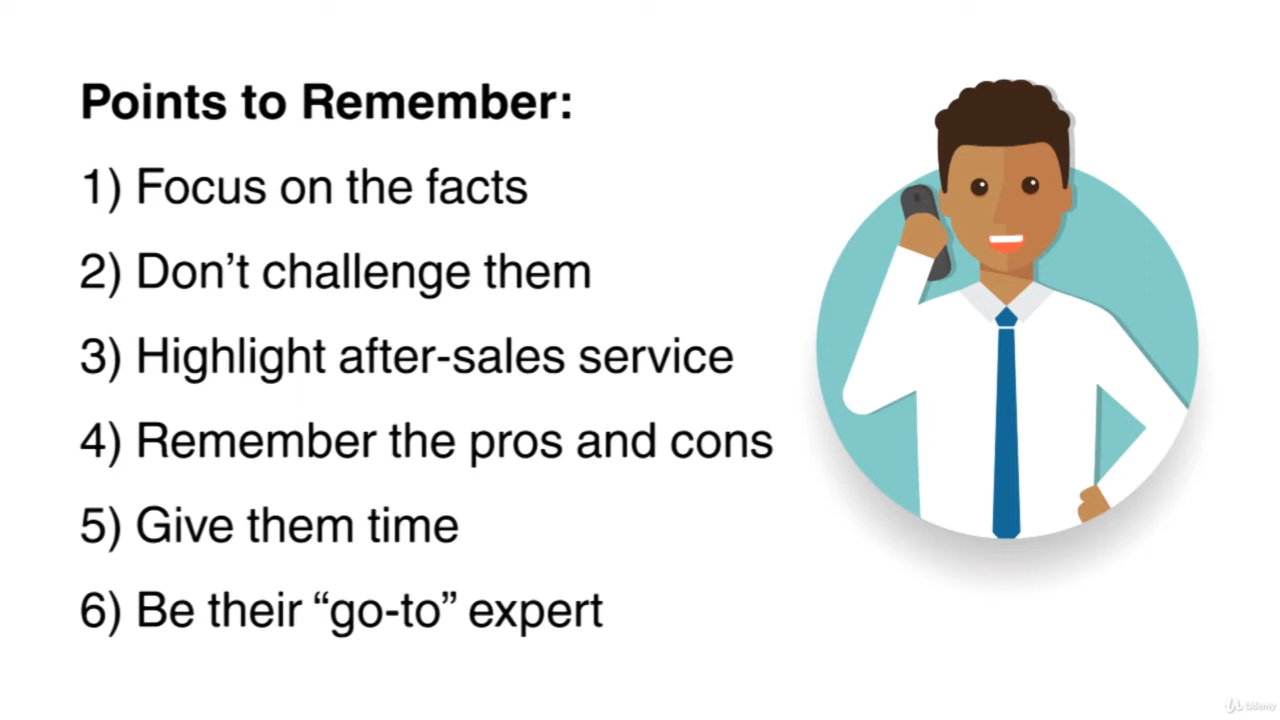 Points to Remember:
1) Focus on the facts
2) Don’t challenge them
3) Highlight after-sales service
4) Remember the pros and cons
5) Give them time
6) Be their “go-to” expert
Udemy